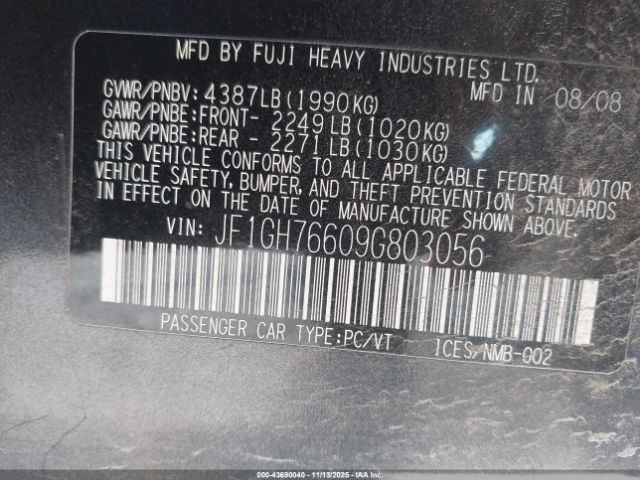 MFD BY FUJI HEAVY INDUSTRIES LTD.
GVWR/PNBV: 4387LB(1990KG) MFD IN 08/08
GAWR/PNBE:FRONT- 2249LB(1020KG)
GAWR/PNBE:REAR - 2271LB(1030KG)
THIS VEHICLE CONFORMS TO ALL APPLICABLE FEDERAL MOTOR
VEHICLE SAFETY, BUMPER, AND THEFT PREVENTION STANDARDS
IN EFFECT ON THE DATE OF MANUFACTURE SHOWN ABOVE.
VIN: JF1GH76609G803056
PASSENGER CAR TYPE:PC/VT ICES/NMB-002
000-43690040 - 11/13/2025 - IAA Corp.